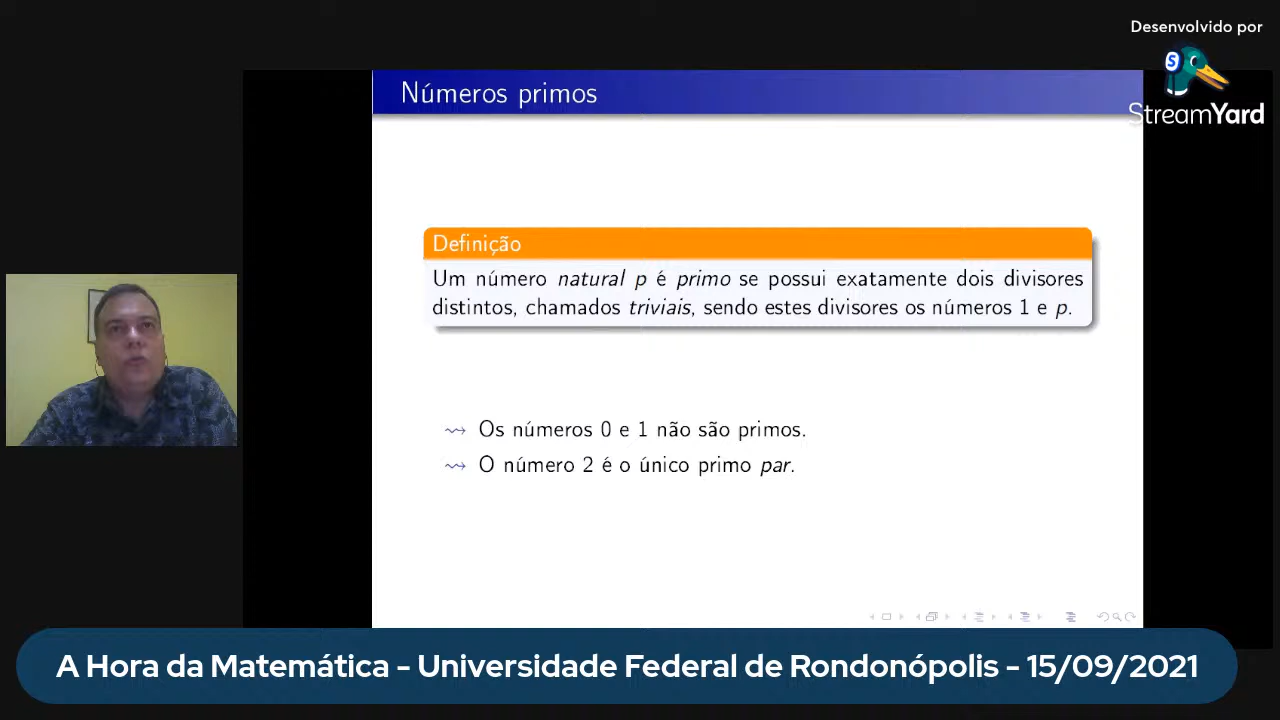 Desenvolvido por
StreamYard
Números primos
Definição
Um número natural p é primo se possui exatamente dois divisores
distintos, chamados triviais, sendo estes divisores os números 1 e p.
Os números 0 e 1 não são primos.
O número 2 é o único primo par.
A Hora da Matemática - Universidade Federal de Rondonópolis - 15/09/2021